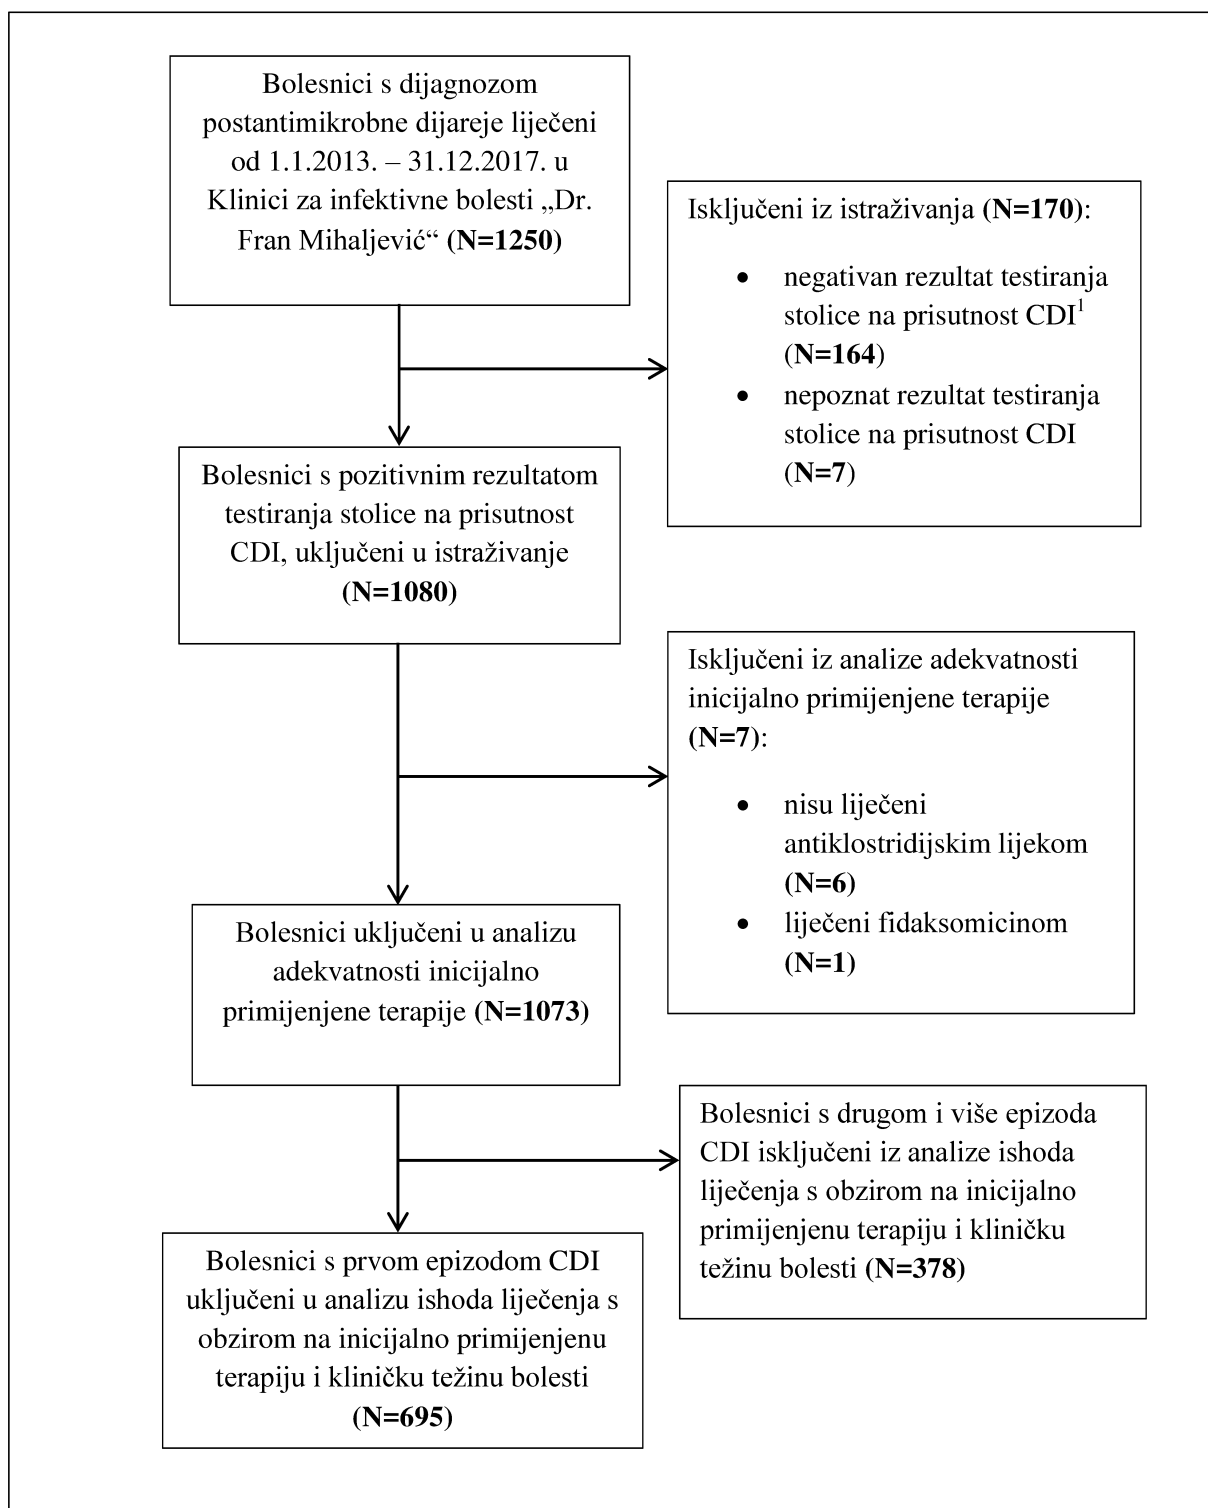 Bolesnici s dijagnozom
postantimikrobne dijareje liječeni
od 1.1.2013. – 31.12.2017. u
Klinici za infektivne bolesti „Dr.
Fran Mihaljević“ (N=1250)
Isključeni iz istraživanja (N=170):
• negativan rezultat testiranja
stolice na prisutnost CDI¹
(N=164)
• nepoznat rezultat testiranja
stolice na prisutnost CDI
(N=7)
Bolesnici s pozitivnim rezultatom
testiranja stolice na prisutnost
CDI, uključeni u istraživanje
(N=1080)
Isključeni iz analize adekvatnosti
inicijalno primijenjene terapije
(N=7):
• nisu liječeni
antiklostridijskim lijekom
(N=6)
• liječeni fidaksomicinom
(N=1)
Bolesnici uključeni u analizu
adekvatnosti inicijalno
primijenjene terapije (N=1073)
Bolesnici s drugom i više epizoda
CDI isključeni iz analize ishoda
liječenja s obzirom na inicijalno
primijenjenu terapiju i kliničku
težinu bolesti (N=378)
Bolesnici s prvom epizodom CDI
uključeni u analizu ishoda liječenja s
obzirom na inicijalno primijenjenu
terapiju i kliničku težinu bolesti
(N=695)